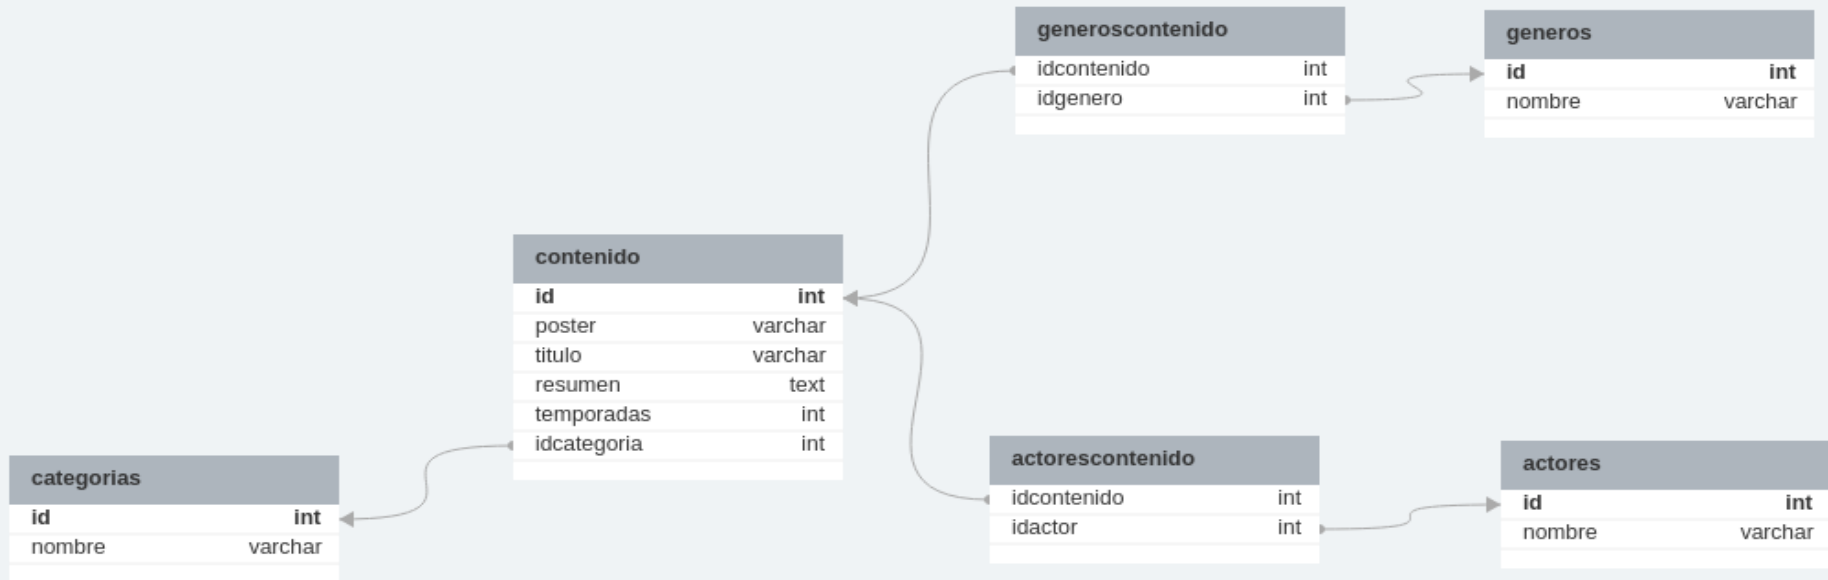 generoscontenido
idcontenido int
idgenero int
generos
id int
nombre varchar
contenido
id int
poster varchar
titulo varchar
resumen text
temporadas int
idcategoria int
categorias
id int
nombre varchar
actorescontenido
idcontenido int
idactor int
actores
id int
nombre varchar